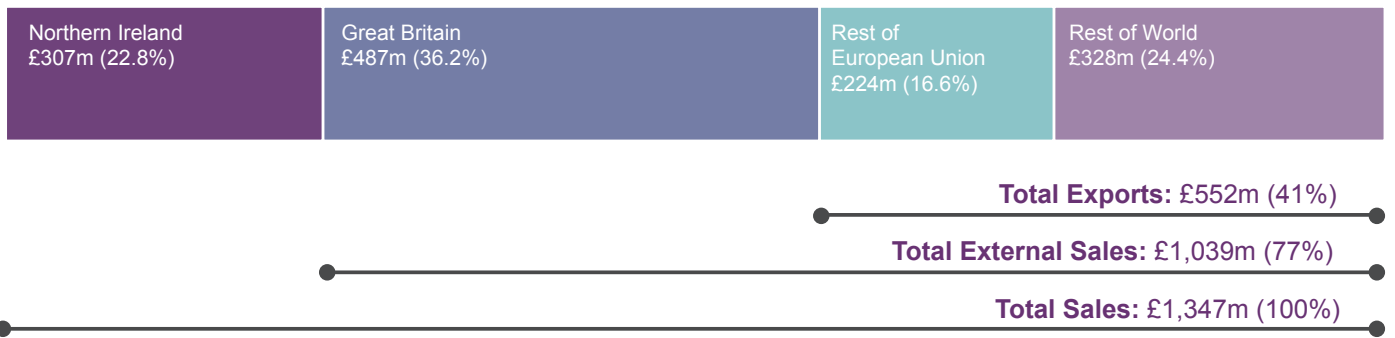 Northern Ireland
£307m (22.8%)
Great Britain
£487m (36.2%)
Rest of
European Union
£224m (16.6%)
Rest of World
£328m (24.4%)
Total Exports: £552m (41%)
Total External Sales: £1,039m (77%)
Total Sales: £1,347m (100%)